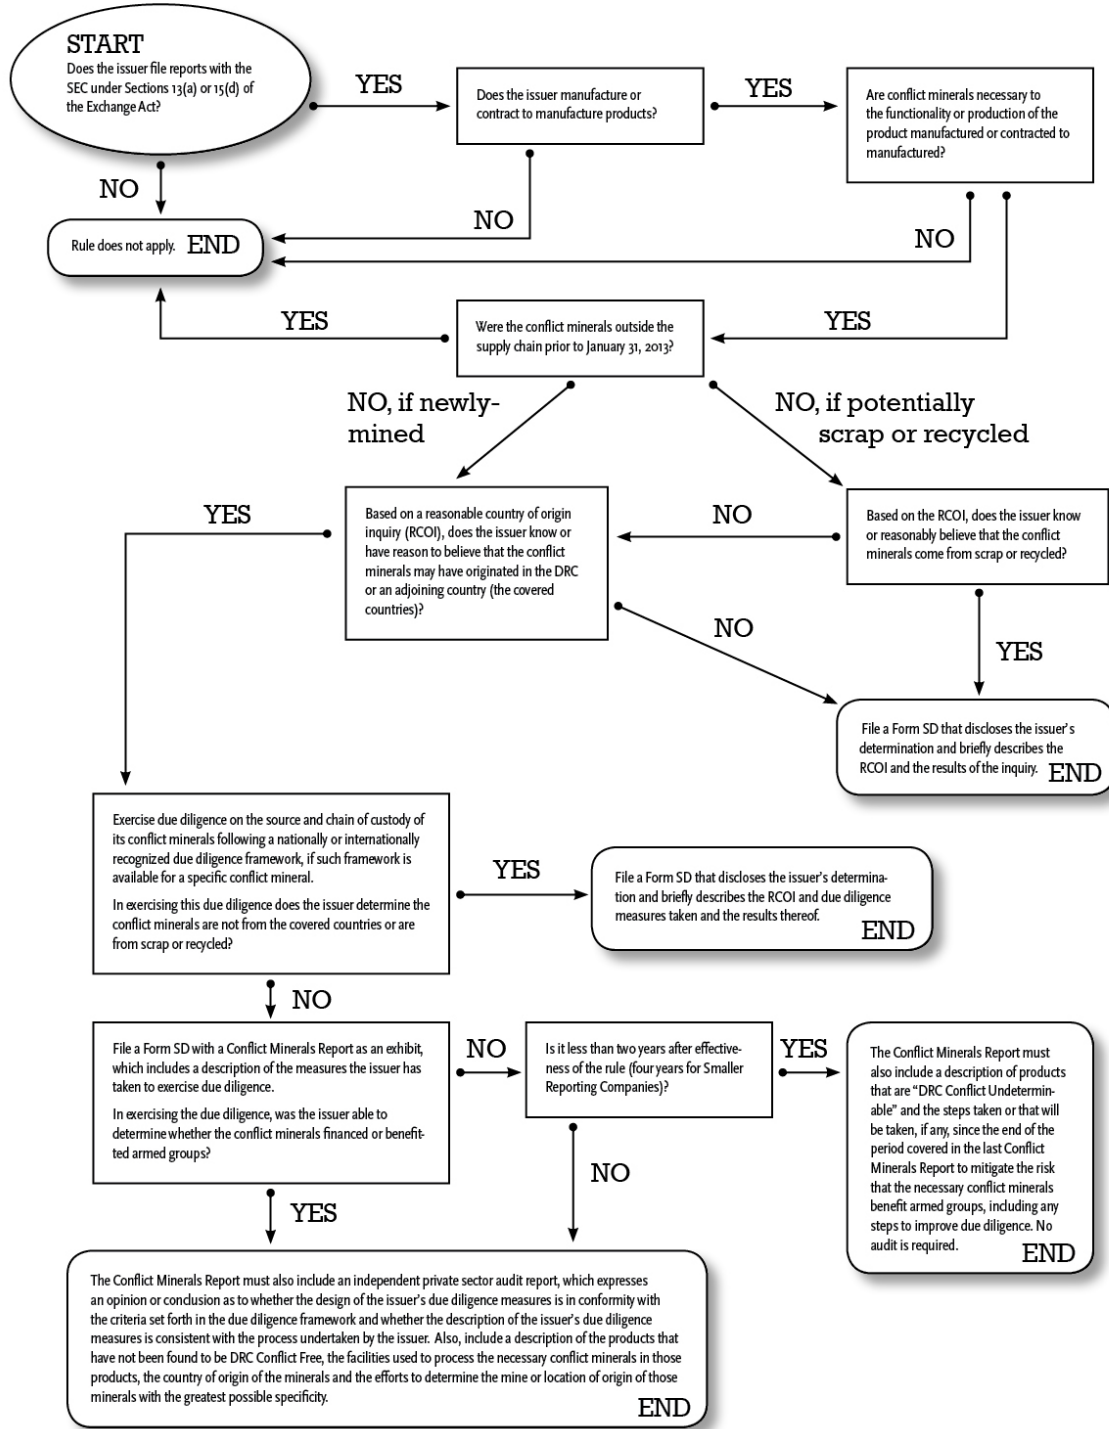 START
Does the issuer file reports with the
SEC under Sections 13(a) or 15(d) of
the Exchange Act?
YES
Does the issuer manufacture or
contract to manufacture products?
YES
Are conflict minerals necessary to
the functionality or production of the
product manufactured or contracted to
manufactured?
NO
NO
NO
Rule does not apply. END
YES
Were the conflict minerals outside the
supply chain prior to January 31, 2013?
YES
NO, if newly-
mined
NO, if potentially
scrap or recycled
YES
Based on a reasonable country of origin
inquiry (RCOI), does the issuer know or
have reason to believe that the conflict
minerals may have originated in the DRC
or an adjoining country (the covered
countries)?
NO
Based on the RCOI, does the issuer know
or reasonably believe that the conflict
minerals come from scrap or recycled?
NO
YES
File a Form SD that discloses the issuer's
determination and briefly describes the
RCOI and the results of the inquiry. END
Exercise due diligence on the source and chain of custody of
its conflict minerals following a nationally or internationally
recognized due diligence framework, if such framework is
available for a specific conflict mineral.
In exercising this due diligence does the issuer determine the
conflict minerals are not from the covered countries or are
from scrap or recycled?
YES
File a Form SD that discloses the issuer's determina-
tion and briefly describes the RCOI and due diligence
measures taken and the results thereof.
END
NO
File a Form SD with a Conflict Minerals Report as an exhibit,
which includes a description of the measures the issuer has
taken to exercise due diligence.
In exercising the due diligence, was the issuer able to
determine whether the conflict minerals financed or benefit-
ted armed groups?
NO
Is it less than two years after effective-
ness of the rule (four years for Smaller
Reporting Companies)?
YES
The Conflict Minerals Report must
also include a description of products
that are “DRC Conflict Undetermin-
able” and the steps taken or that will
be taken, if any, since the end of the
period covered in the last Conflict
Minerals Report to mitigate the risk
that the necessary conflict minerals
benefit armed groups, including any
steps to improve due diligence. No
audit is required.
END
YES
NO
The Conflict Minerals Report must also include an independent private sector audit report, which expresses
an opinion or conclusion as to whether the design of the issuer's due diligence measures is in conformity with
the criteria set forth in the due diligence framework and whether the description of the issuer's due diligence
measures is consistent with the process undertaken by the issuer. Also, include a description of the products that
have not been found to be DRC Conflict Free, the facilities used to process the necessary conflict minerals in those
products, the country of origin of the minerals and the efforts to determine the mine or location of origin of those
minerals with the greatest possible specificity.
END